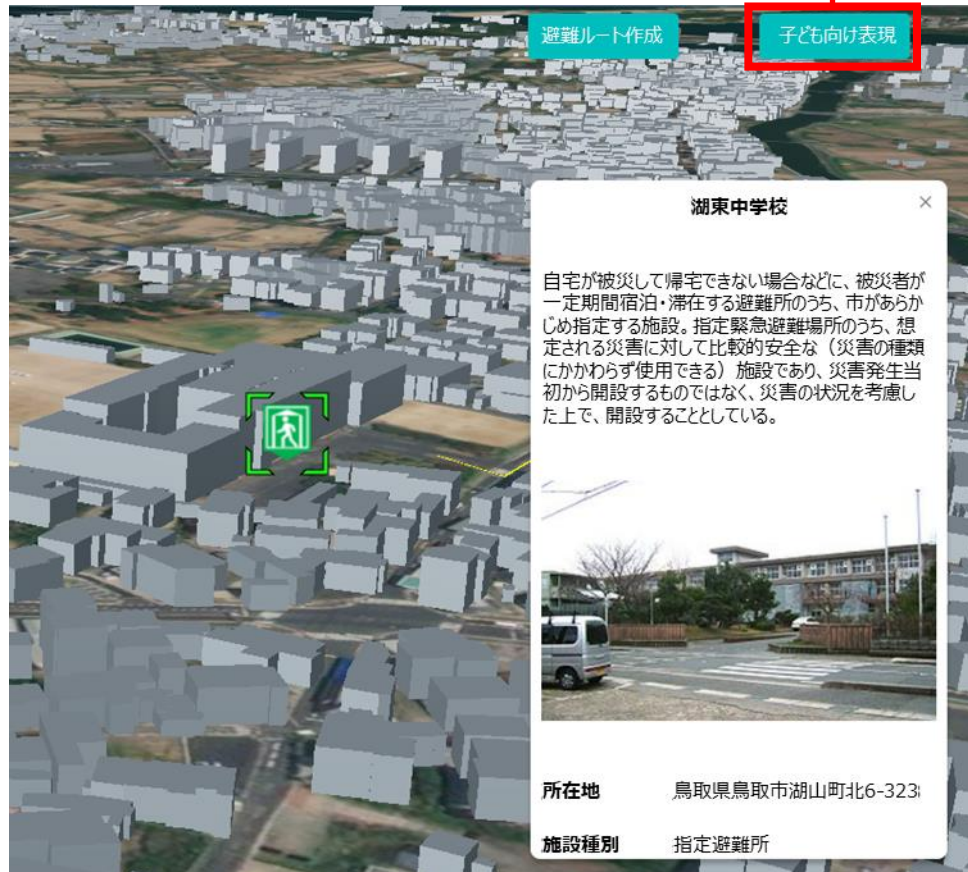 避難ルート作成
子ども向け表現
湖東中学校
×
自宅が被災して帰宅できない場合などに、被災者が
一定期間宿泊・滞在する避難所のうち、市があらか
じめ指定する施設。指定緊急避難場所のうち、想
定される災害に対して比較的安全な（災害の種類
にかかわらず使用できる）施設であり、災害発生当
初から開設するものではなく、災害の状況を考慮し
た上で、開設することとしている。
所在地 鳥取県鳥取市湖山町北6-323
施設種別 指定避難所